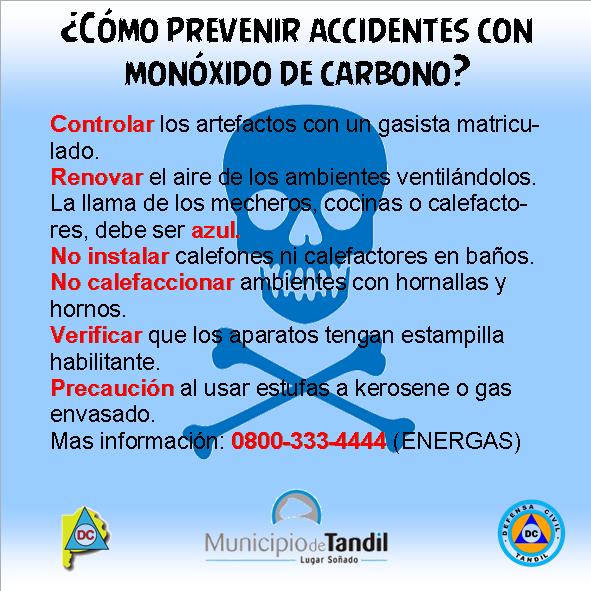 ¿CÓMO PREVENIR ACCIDENTES CON
MONÓXIDO DE CARBONO?
Controlar los artefactos con un gasista matricu-
lado.
Renovar el aire de los ambientes ventilándolos.
La llama de los mecheros, cocinas o calefacto-
res, debe ser azul.
No instalar calefones ni calefactores en baños.
No calefaccionar ambientes con hornallas y
hornos.
Verificar que los aparatos tengan estampilla
habilitante.
Precaución al usar estufas a kerosene o gas
envasado.
Mas información: 0800-333-4444 (ENERGAS)
DC
Municipio de Tandil
Lugar Soñado
DEFENSA CIVIL
DC
TANDIL